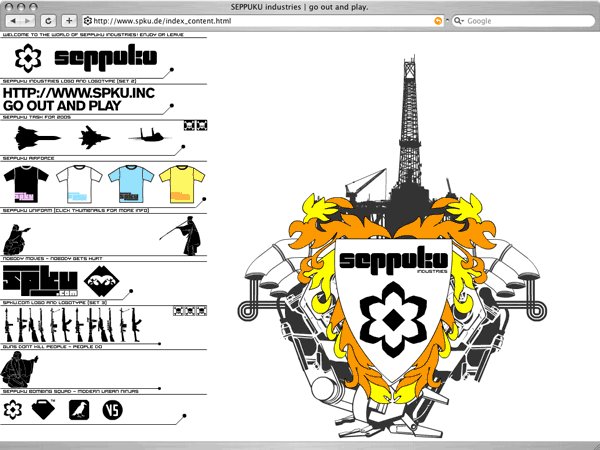 SEPPUKU industries | go out and play.
http://www.spku.de/index_content.html
Google
WELCOME TO THE WORLD OF SEPPUKU INDUSTRIES! ENJOY OR LEAVE
seppuku
SEPPUKU INDUSTRIES LOGO AND LOGOTYPE [SET 2]
HTTP://WWW.SPKU.INC
GO OUT AND PLAY
SEPPUKU TASK FOR 2005
SEPPUKU AIRFORCE
SEPPUKU UNIFORM [CLICK THUMBNAILS FOR MORE INFO]
NOBODY MOVES - NOBODY GETS HURT
spku
.com
SPKU.COM LOGO AND LOGOTYPE [SET 3]
GUNS DONT KILL PEOPLE - PEOPLE DO
SEPPUKU BOMBING SQUAD - MODERN URBAN NINJAS
TM
VS
seppuku
INDUSTRIES